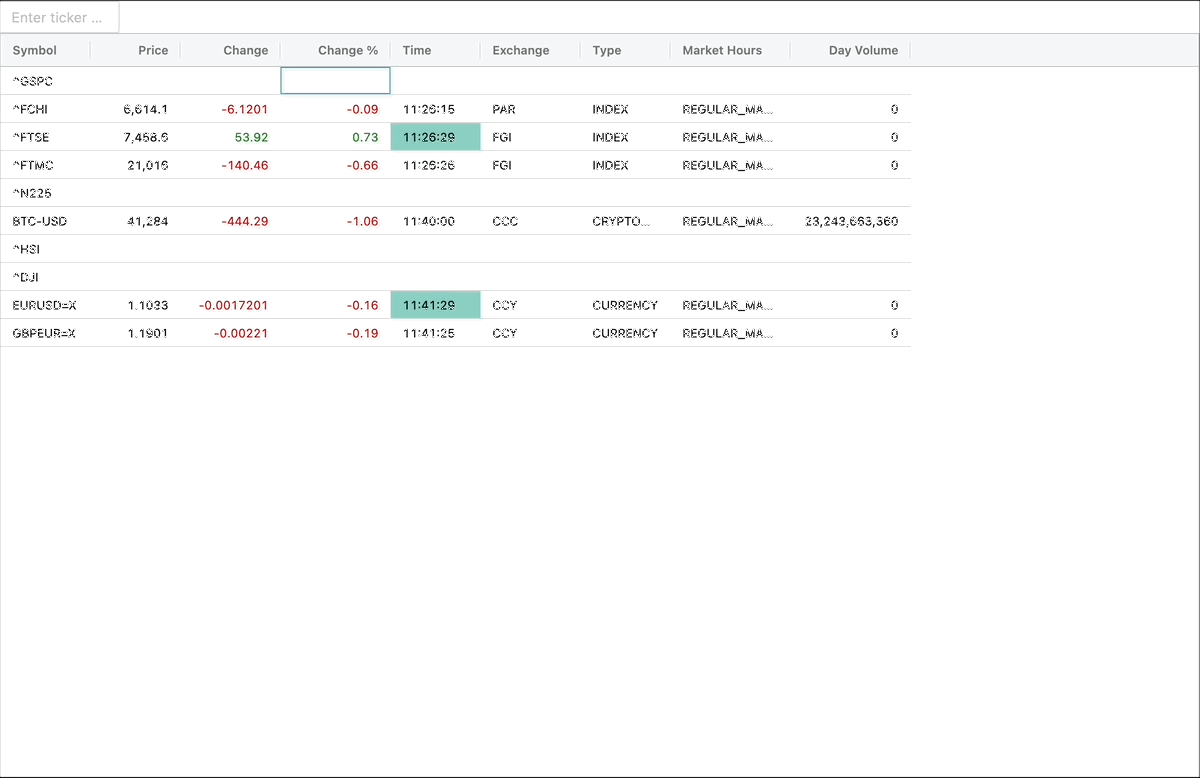 Enter ticker ...
Symbol Price Change Change % Time Exchange Type Market Hours Day Volume
^GSPC
^FCHI 6,614.1 -6.1201 -0.09 11:26:15 PAR INDEX REGULAR_MA... 0
^FTSE 53.92 0.73 11:26:29 FGI INDEX REGULAR_MA... 0
^FTMC 21,016 -140.46 -0.66 11:26:26 FGI INDEX REGULAR_MA... 0
^N225
BTC-USD 41,284 -444.29 -1.06 11:40:00 CCC CRYPTO... REGULAR_MA... 23,243,663,360
^HSI
^DJI
EURUSD=X 1.1033 -0.0017201 -0.16 11:41:29 CCY CURRENCY REGULAR_MA... 0
GBPEUR=X 1.1901 -0.00221 -0.19 11:41:25 CCY CURRENCY REGULAR_MA... 0